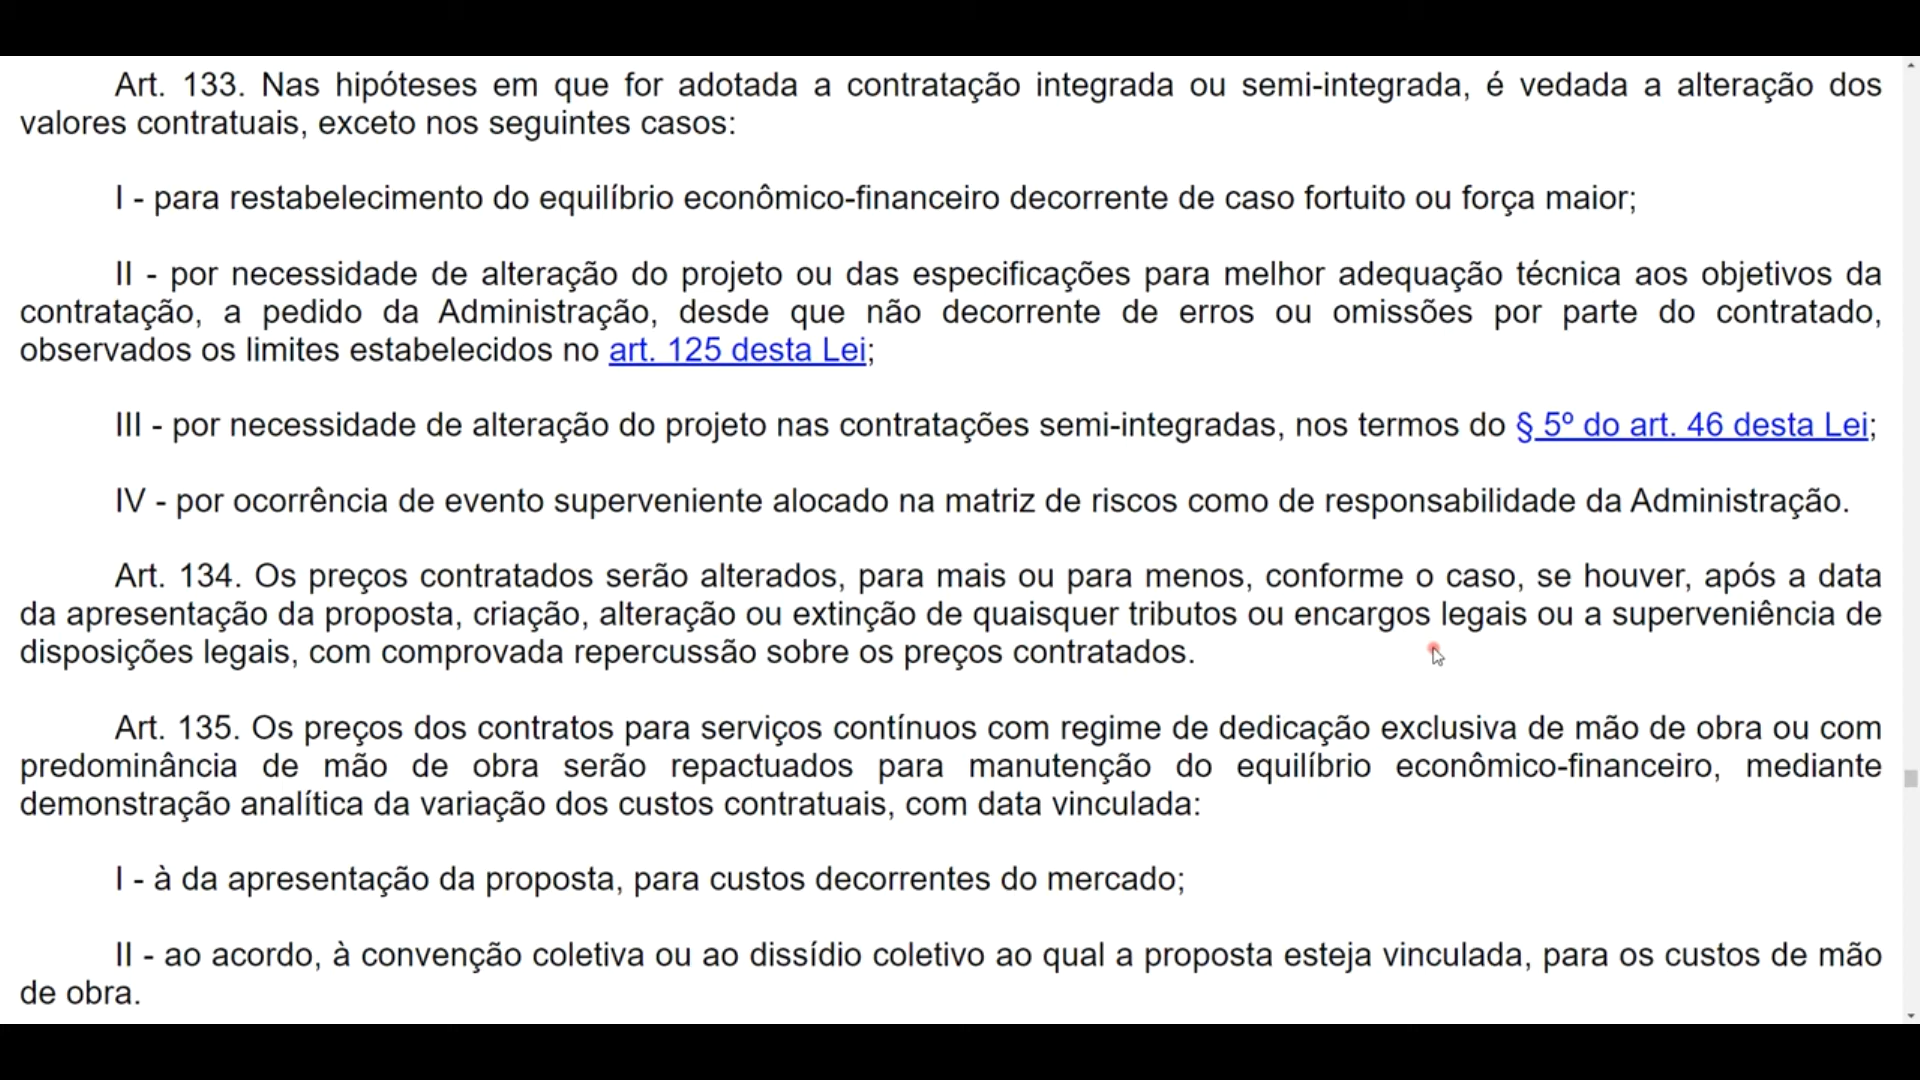 Art. 133. Nas hipóteses em que for adotada a contratação integrada ou semi-integrada, é vedada a alteração dos
valores contratuais, exceto nos seguintes casos:
I - para restabelecimento do equilíbrio econômico-financeiro decorrente de caso fortuito ou força maior;
II - por necessidade de alteração do projeto ou das especificações para melhor adequação técnica aos objetivos da
contratação, a pedido da Administração, desde que não decorrente de erros ou omissões por parte do contratado,
observados os limites estabelecidos no art. 125 desta Lei;
III - por necessidade de alteração do projeto nas contratações semi-integradas, nos termos do § 5º do art. 46 desta Lei;
IV - por ocorrência de evento superveniente alocado na matriz de riscos como de responsabilidade da Administração.
Art. 134. Os preços contratados serão alterados, para mais ou para menos, conforme o caso, se houver, após a data
da apresentação da proposta, criação, alteração ou extinção de quaisquer tributos ou encargos legais ou a superveniência de
disposições legais, com comprovada repercussão sobre os preços contratados.
Art. 135. Os preços dos contratos para serviços contínuos com regime de dedicação exclusiva de mão de obra ou com
predominância de mão de obra serão repactuados para manutenção do equilíbrio econômico-financeiro, mediante
demonstração analítica da variação dos custos contratuais, com data vinculada:
I - à da apresentação da proposta, para custos decorrentes do mercado;
II - ao acordo, à convenção coletiva ou ao dissídio coletivo ao qual a proposta esteja vinculada, para os custos de mão
de obra.